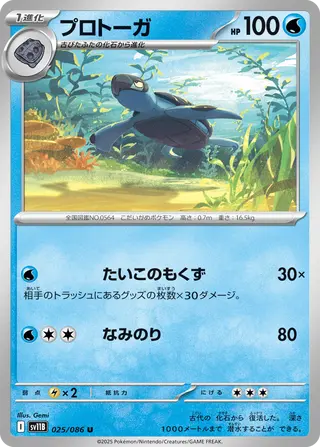 1進化 プロトーガ HP 100
古びたふたの化石から進化
全国図鑑NO.0564 こだいがめポケモン 高さ：0.7m 重さ：16.5kg
たいこのもくず 30×
相手のトラッシュにあるグッズの枚数×30ダメージ。
なみのり 80
弱点 ×2 抵抗力 にげる
Illus. Gemi
I SV11B 025/086 U
古代の 化石から 復活した。
1000メートルまで 潜水する ことが できる。
©2025 Pokémon/Nintendo/Creatures/GAME FREAK.